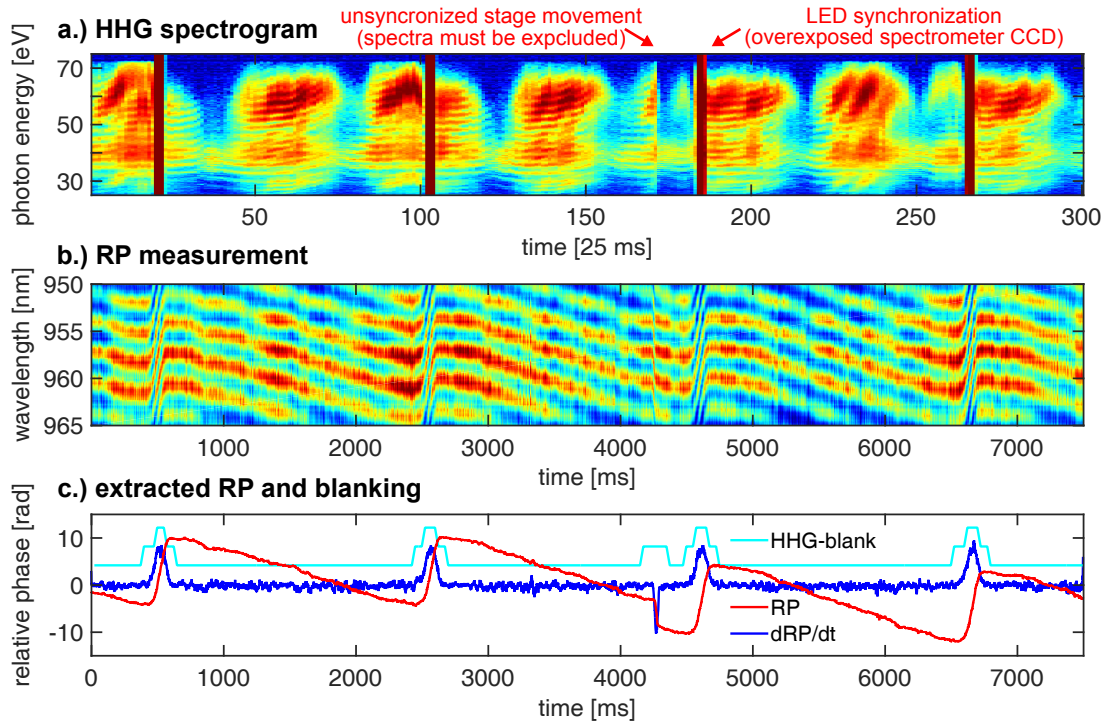 a.) HHG spectrogram
unsyncronized stage movement
(spectra must be expcluded)
LED synchronization
(overexposed spectrometer CCD)
photon energy [eV]
70
50
30
50
100
150
200
250
300
time [25 ms]
b.) RP measurement
wavelength [nm]
950
955
960
965
1000
2000
3000
4000
5000
6000
7000
time [ms]
c.) extracted RP and blanking
relative phase [rad]
10
0
-10
HHG-blank
RP
dRP/dt
0
1000
2000
3000
4000
5000
6000
7000
time [ms]